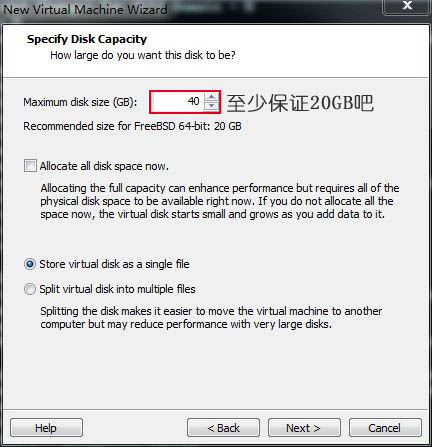 New Virtual Machine Wizard
Specify Disk Capacity
How large do you want this disk to be?
Maximum disk size (GB): 40 至少保证20GB吧
Recommended size for FreeBSD 64-bit: 20 GB
Allocate all disk space now.
Allocating the full capacity can enhance performance but requires all of the
physical disk space to be available right now. If you do not allocate all the
space now, the virtual disk starts small and grows as you add data to it.
Store virtual disk as a single file
Split virtual disk into multiple files
Splitting the disk makes it easier to move the virtual machine to another
computer but may reduce performance with very large disks.
Help < Back Next > Cancel